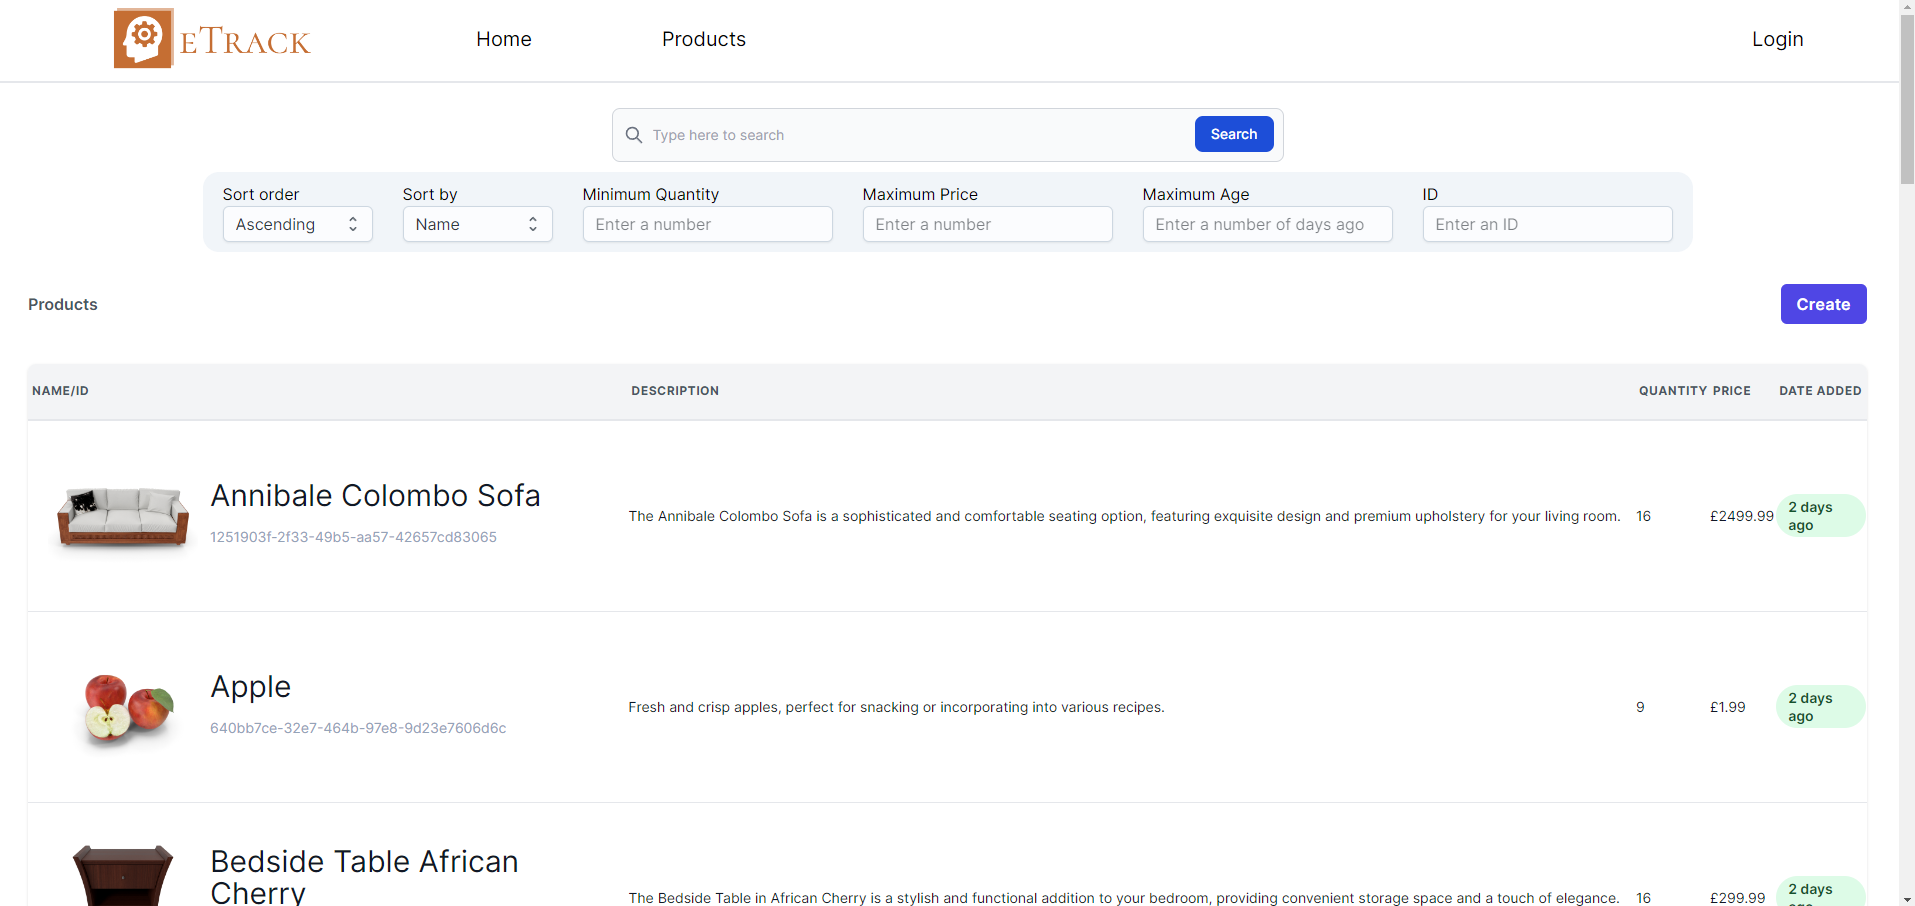 eTrack
Home
Products
Login
Type here to search
Search
Sort order
Sort by
Minimum Quantity
Maximum Price
Maximum Age
ID
Ascending
Name
Enter a number
Enter a number
Enter a number of days ago
Enter an ID
Products
Create
NAME/ID
DESCRIPTION
QUANTITY
PRICE
DATE ADDED
Annibale Colombo Sofa
1251903f-2f33-49b5-aa57-42657cd83065
The Annibale Colombo Sofa is a sophisticated and comfortable seating option, featuring exquisite design and premium upholstery for your living room.
16
£2499.99
2 days
ago
Apple
640bb7ce-32e7-464b-97e8-9d23e7606d6c
Fresh and crisp apples, perfect for snacking or incorporating into various recipes.
9
£1.99
2 days
ago
Bedside Table African
Cherry
The Bedside Table in African Cherry is a stylish and functional addition to your bedroom, providing convenient storage space and a touch of elegance.
16
£299.99
2 days